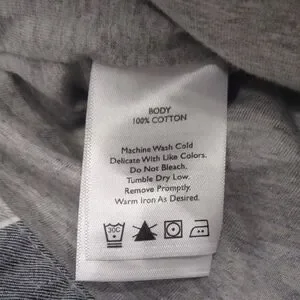 BODY
100% COTTON
Machine Wash Cold
Delicate With Like Colors.
Do Not Bleach.
Tumble Dry Low.
Remove Promptly.
Warm Iron As Desired.
30C